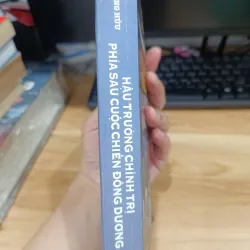 HẬU TRƯỜNG CHÍNH TRỊ
PHÍA SAU CUỘC CHIẾN ĐÔNG DƯƠNG